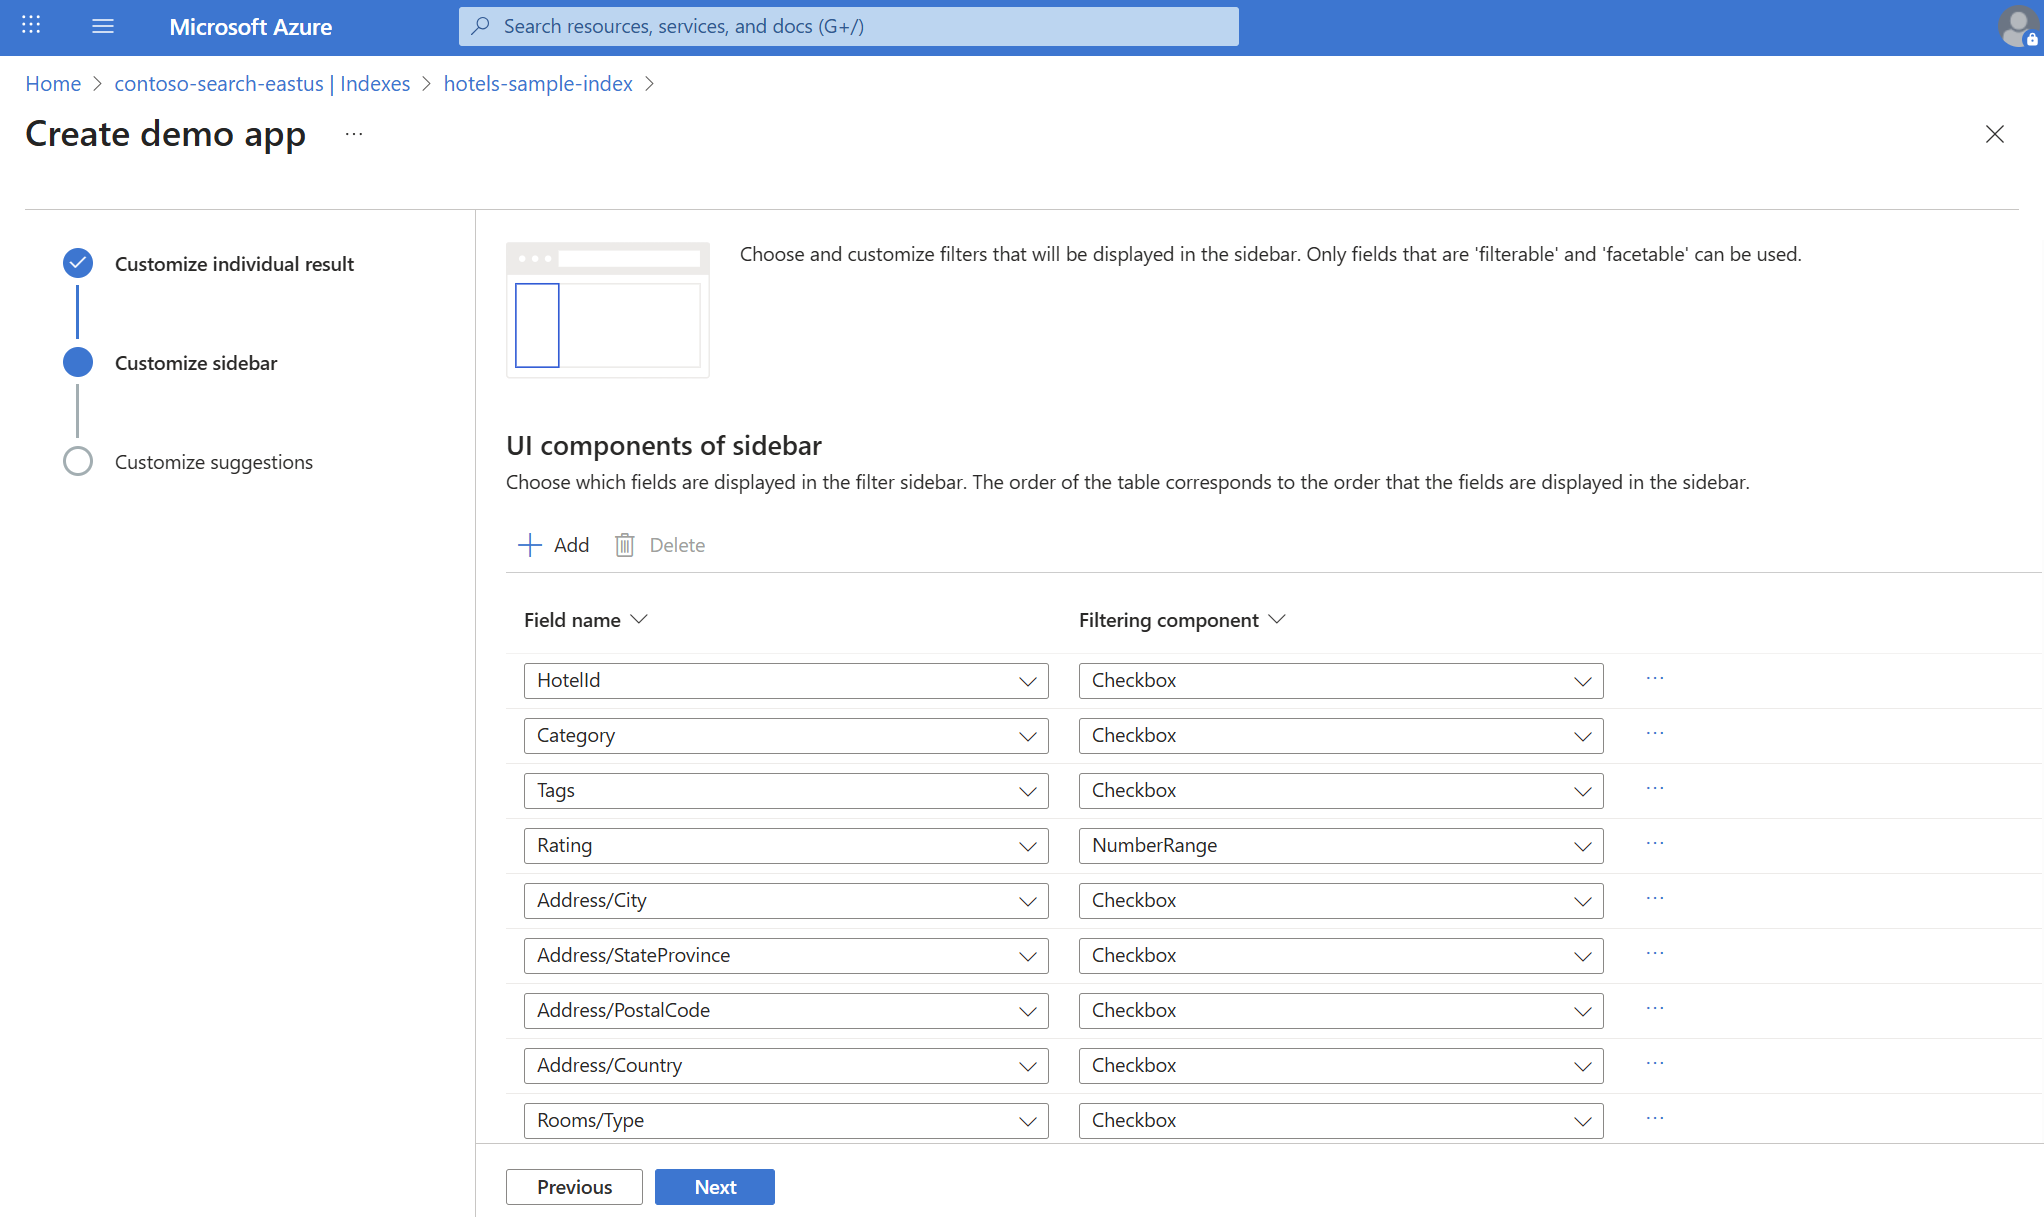 Microsoft Azure
Search resources, services, and docs (G+/)
Home > contoso-search-eastus | Indexes > hotels-sample-index >
Create demo app ...
Customize individual result
Customize sidebar
Customize suggestions
Choose and customize filters that will be displayed in the sidebar. Only fields that are 'filterable' and 'facetable' can be used.
UI components of sidebar
Choose which fields are displayed in the filter sidebar. The order of the table corresponds to the order that the fields are displayed in the sidebar.
Add Delete
Field name Filtering component
HotelId Checkbox ...
Category Checkbox ...
Tags Checkbox ...
Rating NumberRange ...
Address/City Checkbox ...
Address/StateProvince Checkbox ...
Address/PostalCode Checkbox ...
Address/Country Checkbox ...
Rooms/Type Checkbox ...
Previous Next